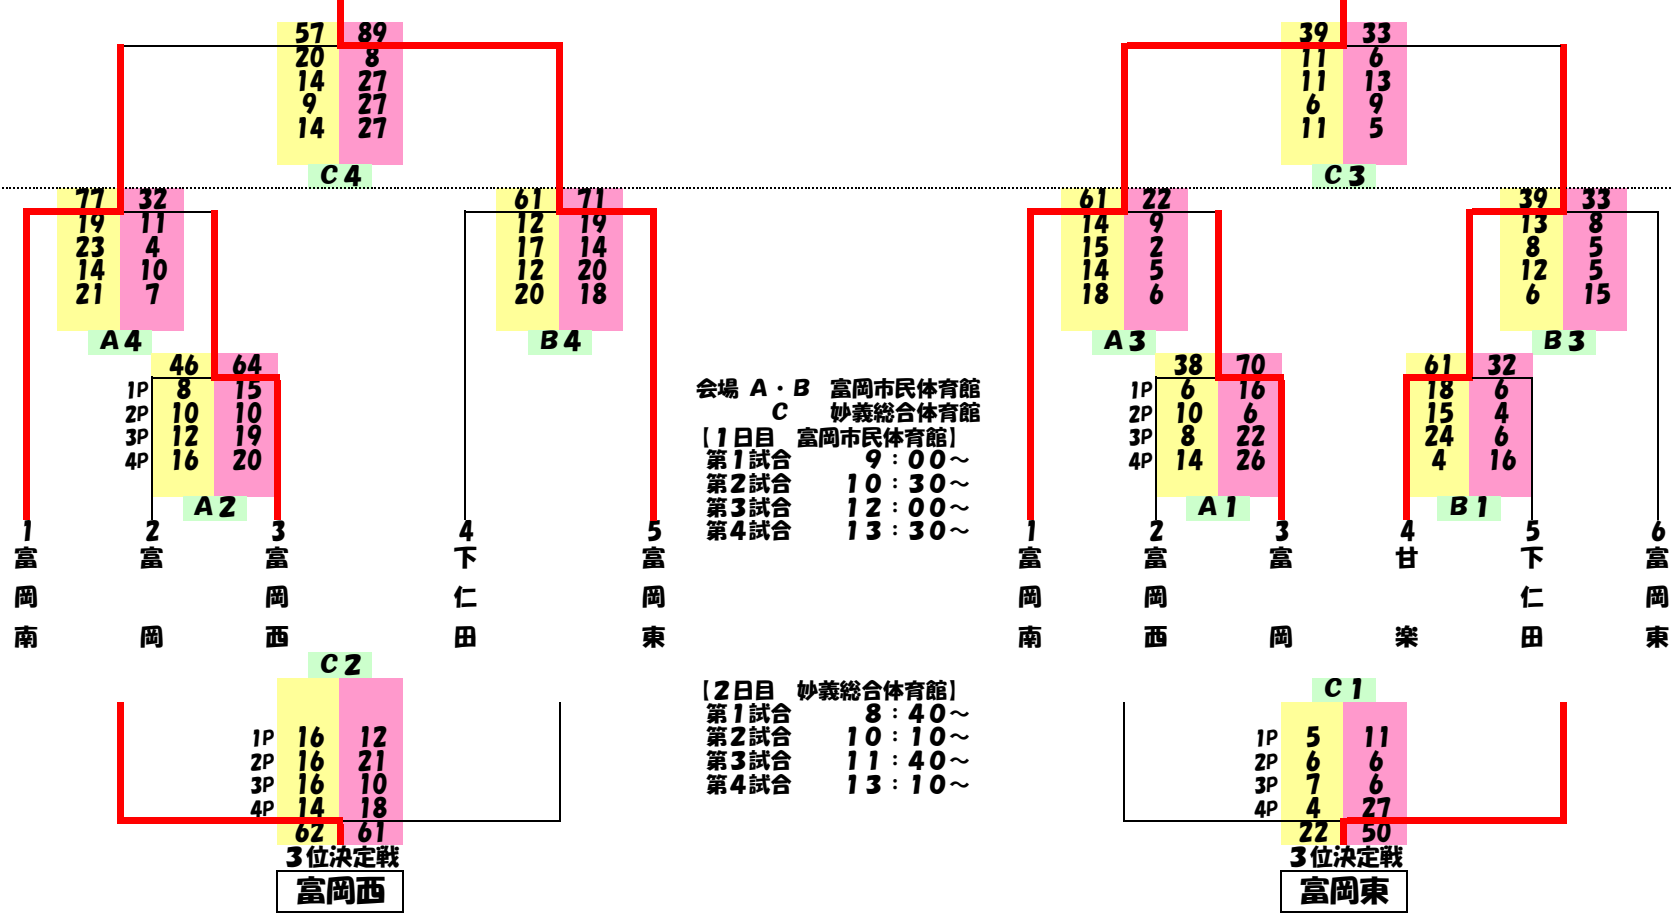 57 89
20 8
14 27
9 27
14 27
C4
77 32
19 11
23 4
14 10
21 7
A4
61 71
12 19
17 14
12 20
20 18
B4
46 64
1P 8 15
2P 10 10
3P 12 19
4P 16 20
A2
1 富岡南
2 富岡
3 富岡西
4 下仁田
5 富岡東
C2
1P 16 12
2P 16 21
3P 16 10
4P 14 18
62 61
3位決定戦
富岡西
会場 A・B 富岡市民体育館
C 妙義総合体育館
【1日目 富岡市民体育館】
第1試合 9:00~
第2試合 10:30~
第3試合 12:00~
第4試合 13:30~
【2日目 妙義総合体育館】
第1試合 8:40~
第2試合 10:10~
第3試合 11:40~
第4試合 13:10~
39 33
11 6
11 13
6 9
11 5
C3
61 22
14 9
15 2
14 5
18 6
A3
39 33
13 8
8 5
12 5
6 15
B3
38 70
1P 6 16
2P 10 6
3P 8 22
4P 14 26
A1
61 32
18 6
15 4
24 6
4 16
B1
1 富岡南
2 富岡西
3 富岡
4 甘楽
5 下仁田
6 富岡東
C1
1P 5 11
2P 6 6
3P 7 6
4P 4 27
22 50
3位決定戦
富岡東